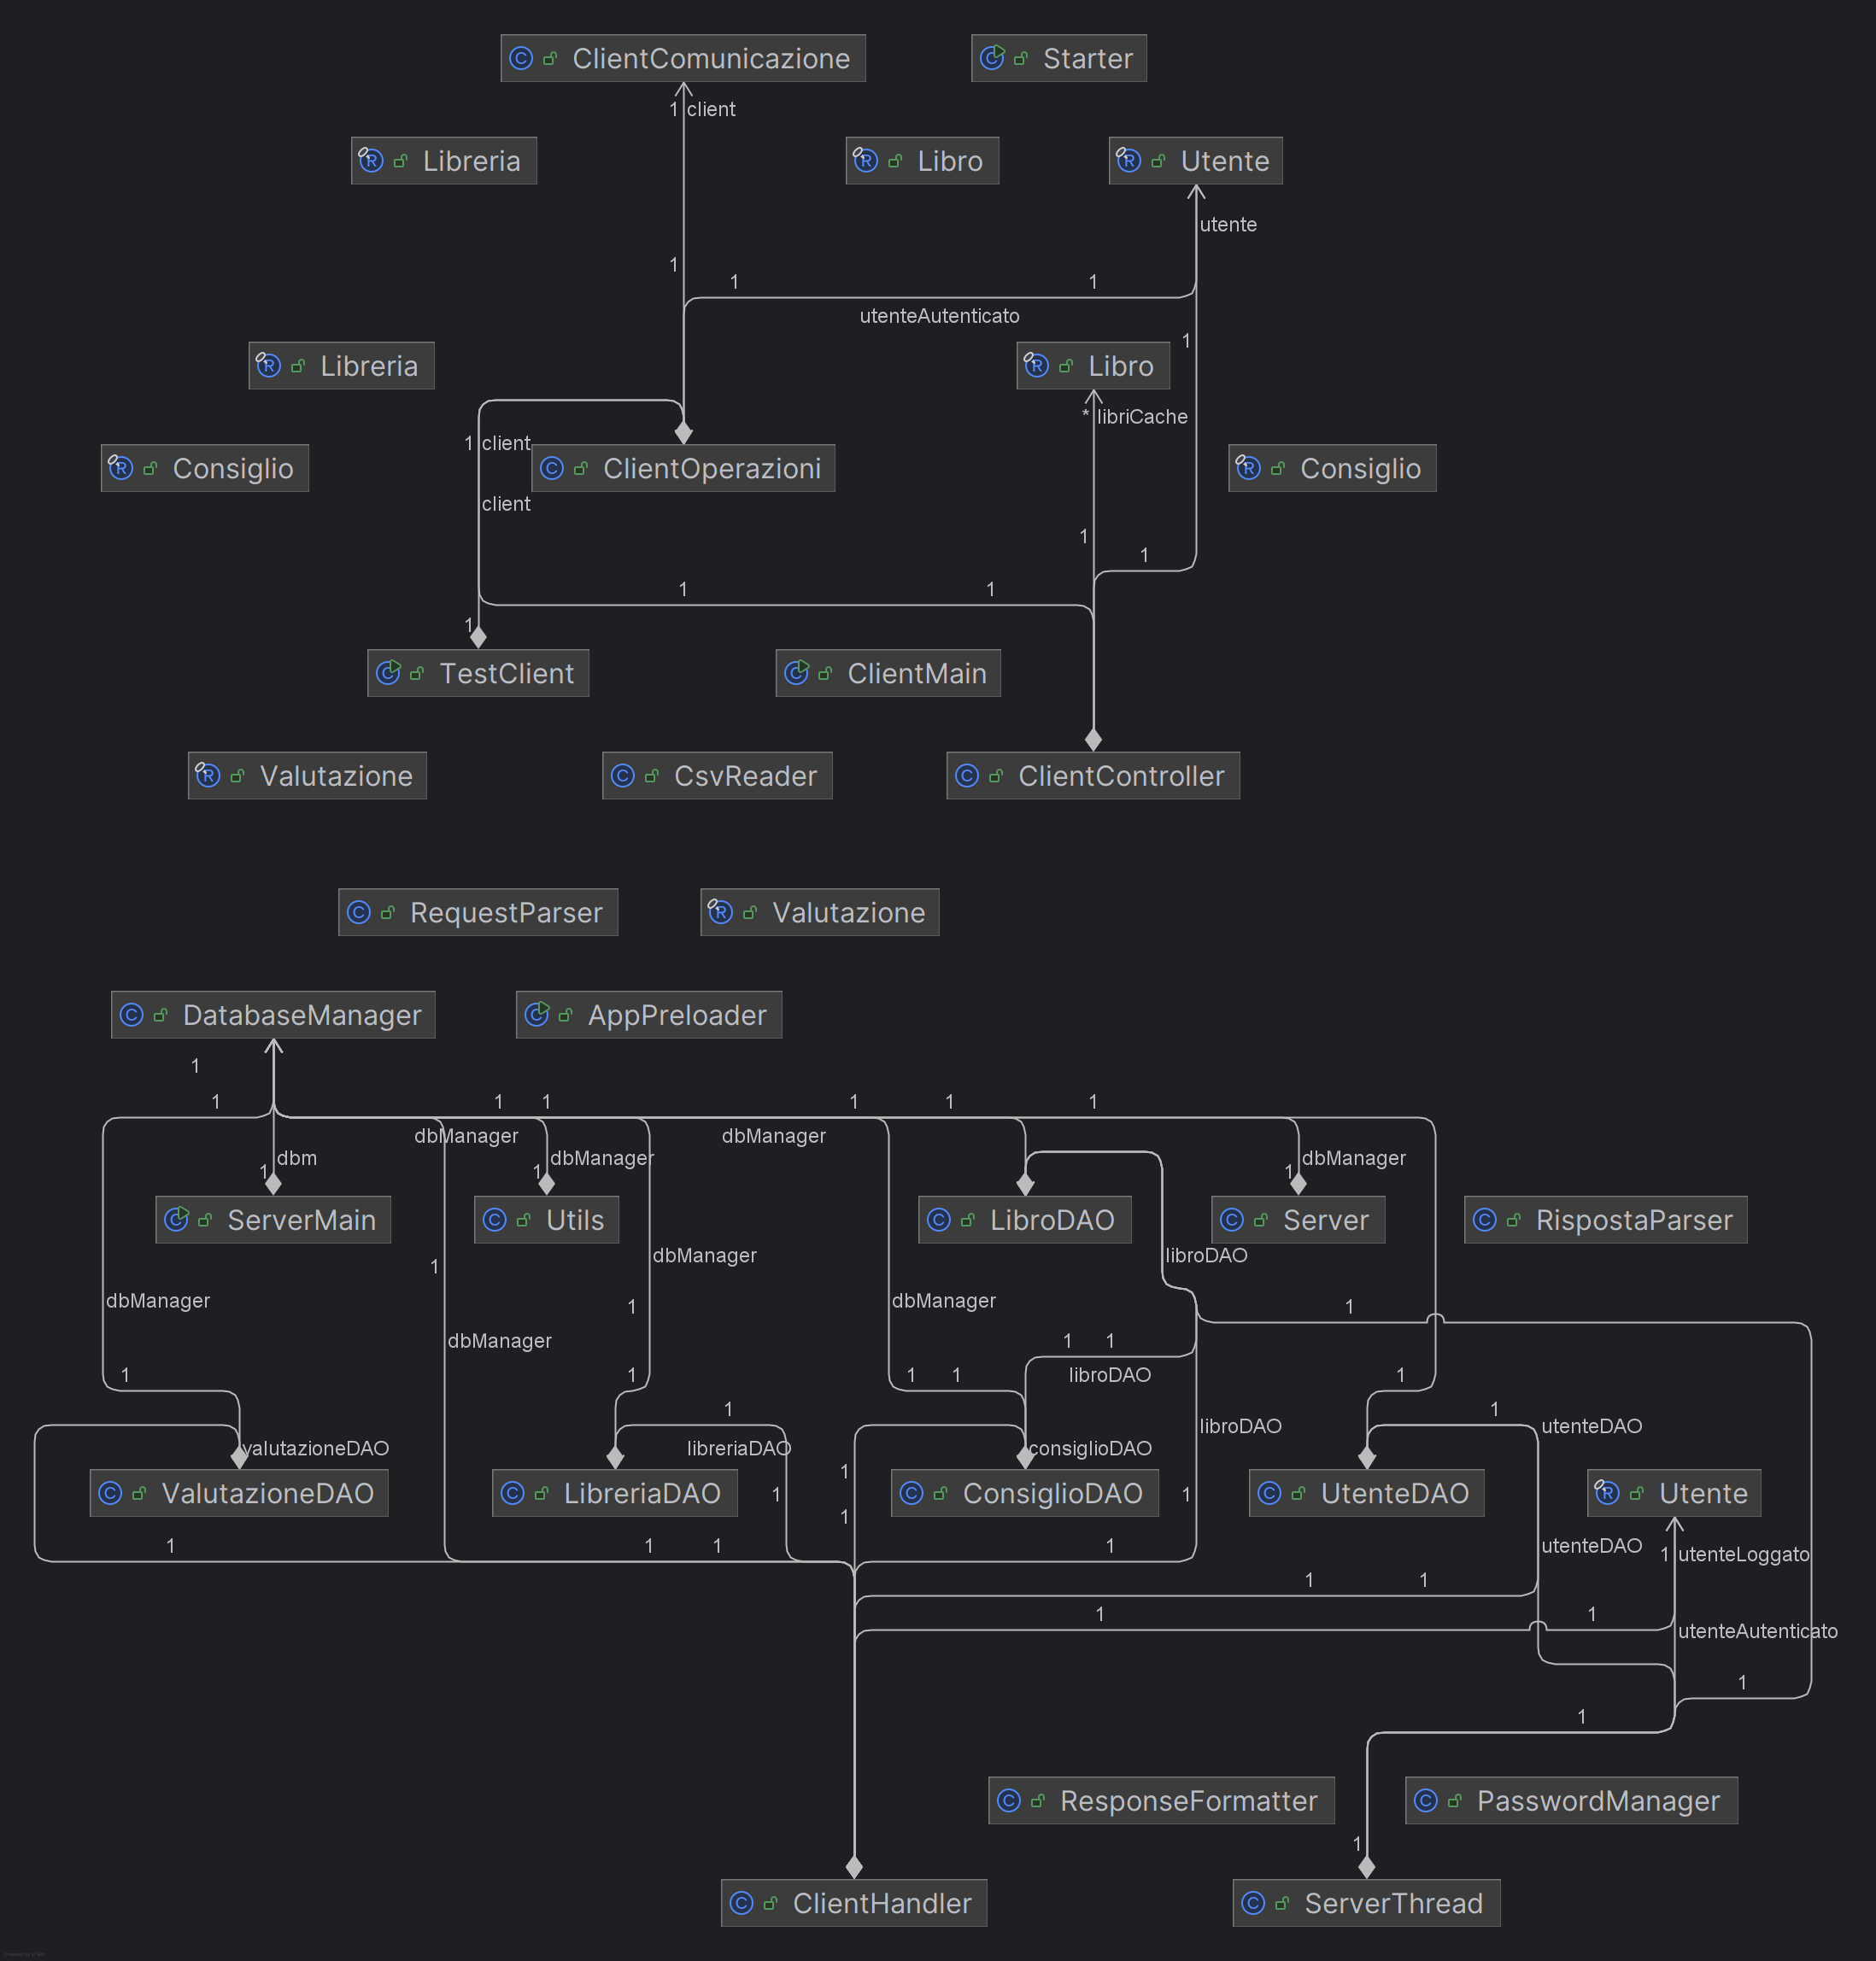 ClientComunicazione
Starter
1 client
Libreria
Libro
Utente
utente
1
1
1
utenteAutenticato
1
Libreria
Libro
* libriCache
1 client
Consiglio
ClientOperazioni
Consiglio
client
1
1
1
1
1
TestClient
ClientMain
Valutazione
CsvReader
ClientController
RequestParser
Valutazione
DatabaseManager
AppPreloader
1
1
1
1
1
1
1
dbManager
dbManager
1
dbm
1
dbManager
1
dbManager
ServerMain
Utils
LibroDAO
Server
RispostaParser
dbManager
libroDAO
1
dbManager
1
dbManager
1
dbManager
1
1
1
1
1
1
libroDAO
1
1
1
utenteDAO
libroDAO
valutazioneDAO
libreriaDAO
consiglioDAO
1
ValutazioneDAO
LibreriaDAO
ConsiglioDAO
UtenteDAO
Utente
1
1
1
1
1
1
1
utenteDAO
1 utenteLoggato
1
1
1
1
utenteAutenticato
1
1
ResponseFormatter
PasswordManager
1
ClientHandler
ServerThread